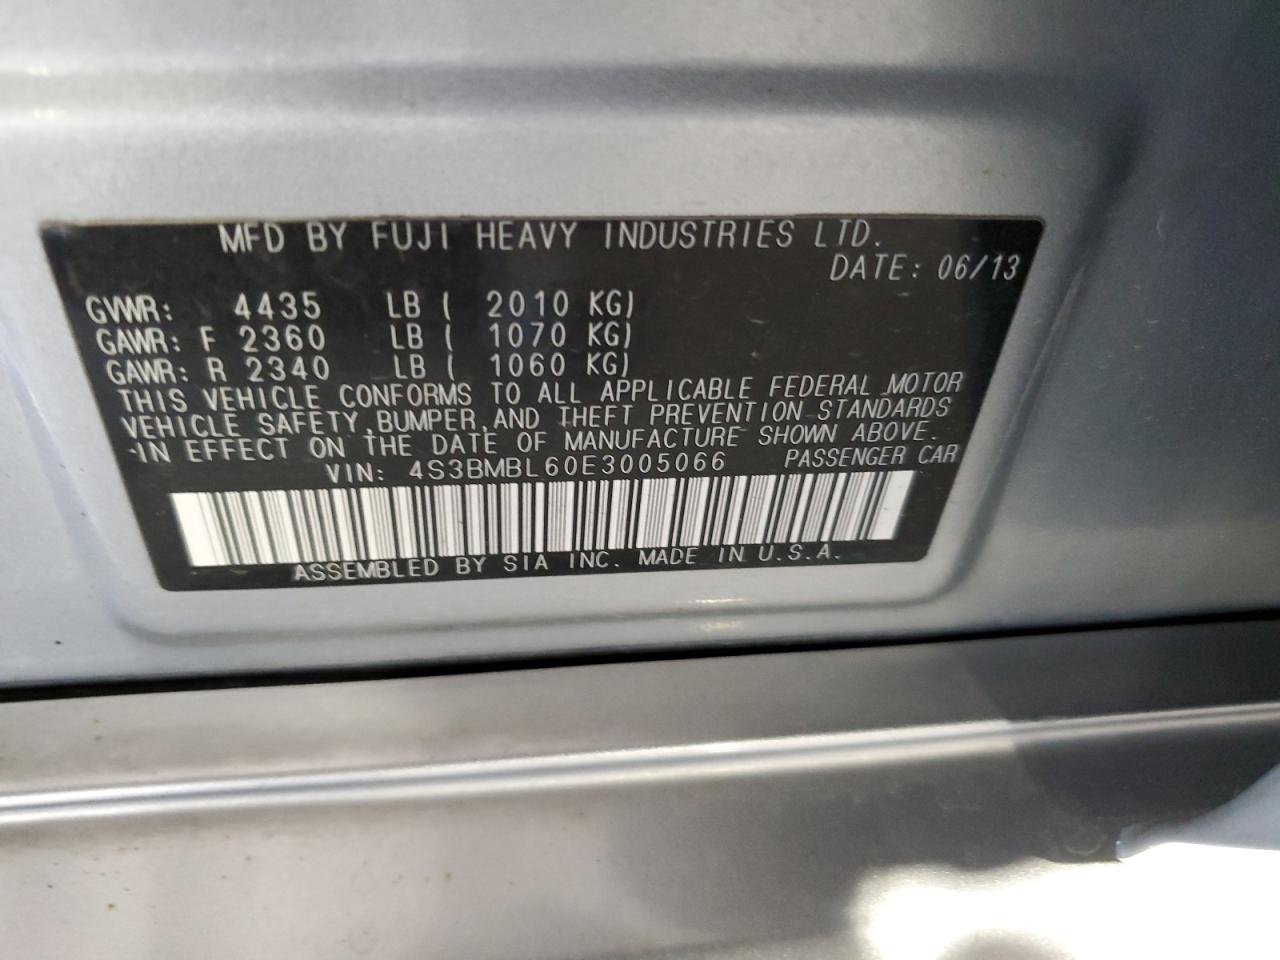 MFD BY FUJI HEAVY INDUSTRIES LTD.
DATE: 06/13
GVWR: 4435 LB ( 2010 KG)
GAWR: F 2360 LB ( 1070 KG)
GAWR: R 2340 LB ( 1060 KG)
THIS VEHICLE CONFORMS TO ALL APPLICABLE FEDERAL MOTOR
VEHICLE SAFETY, BUMPER, AND THEFT PREVENTION STANDARDS
IN EFFECT ON THE DATE OF MANUFACTURE SHOWN ABOVE.
VIN: 4S3BMBL60E3005066 PASSENGER CAR
ASSEMBLED BY SIA INC. MADE IN U.S.A.